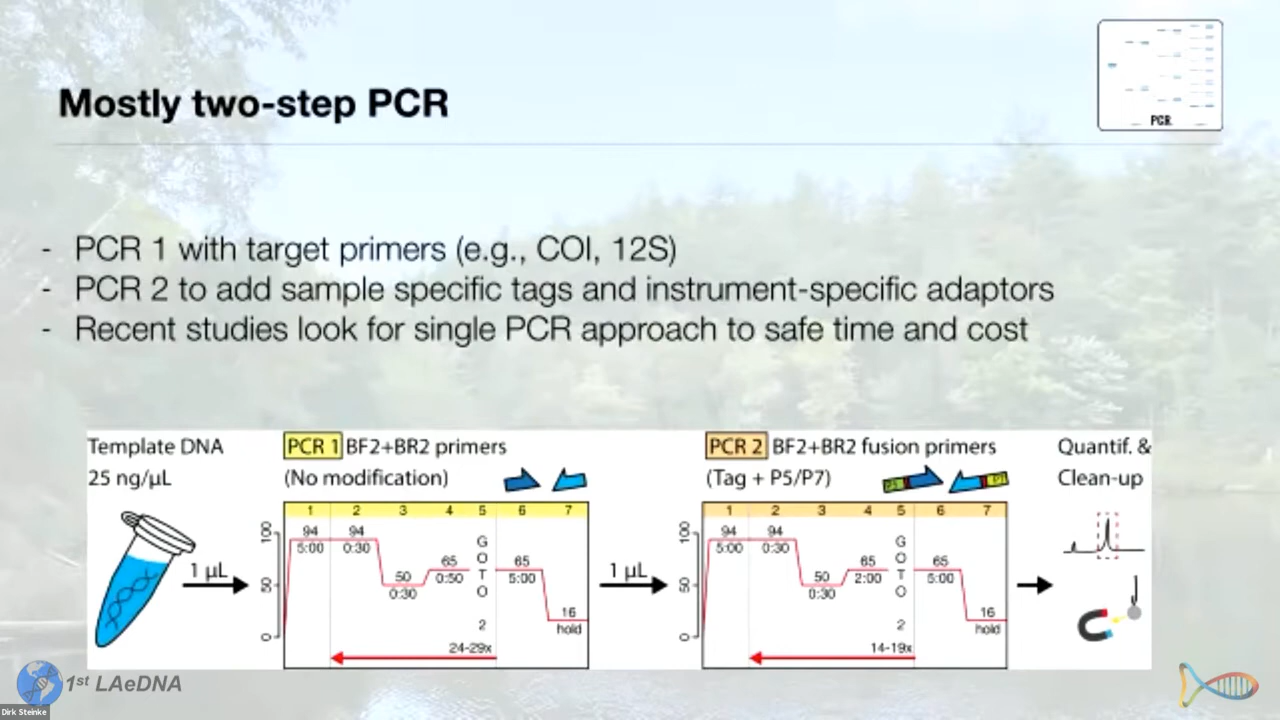 Mostly two-step PCR
PCR
- PCR 1 with target primers (e.g., COI, 12S)
- PCR 2 to add sample specific tags and instrument-specific adaptors
- Recent studies look for single PCR approach to safe time and cost
Template DNA
25 ng/µL
1 µL
PCR 1 BF2+BR2 primers
(No modification)
1 2 3 4 5 6 7
100
50
0
94
5:00
94
0:30
50
0:30
65
0:50
GOTO 2
65
5:00
16
hold
24-29x
1 µL
PCR 2 BF2+BR2 fusion primers
(Tag + P5/P7)
P5
P7
1 2 3 4 5 6 7
100
50
0
94
5:00
94
0:30
50
0:30
65
2:00
GOTO 2
65
5:00
16
hold
14-19x
Quantif. &
Clean-up
1st LAeDNA
Dirk Steinke